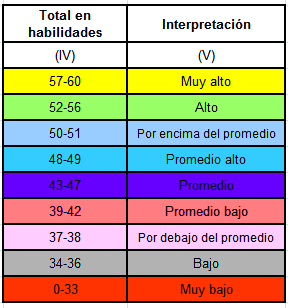 Total en habilidades Interpretación
(IV) (V)
57-60 Muy alto
52-56 Alto
50-51 Por encima del promedio
48-49 Promedio alto
43-47 Promedio
39-42 Promedio bajo
37-38 Por debajo del promedio
34-36 Bajo
0-33 Muy bajo